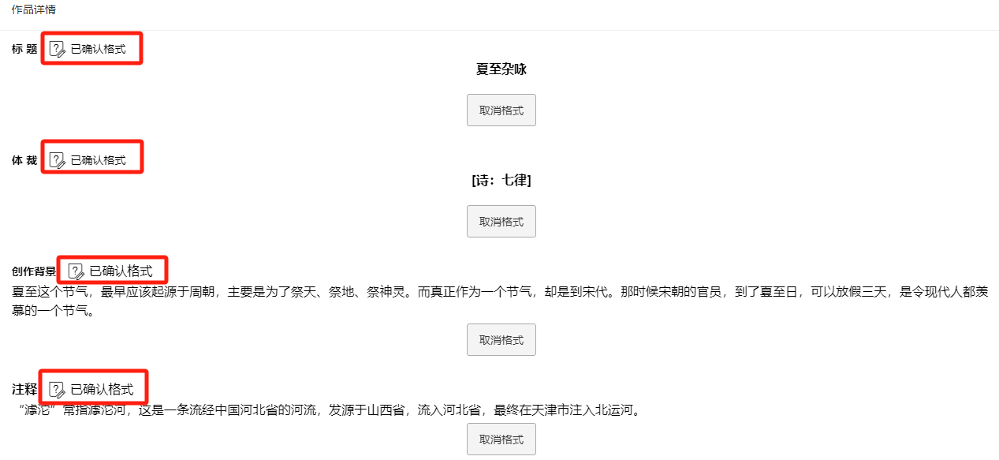 作品详情
标 题 已确认格式
夏至杂咏
取消格式
体 裁 已确认格式
[诗：七律]
取消格式
创作背景 已确认格式
夏至这个节气，最早应该起源于周朝，主要是为了祭天、祭地、祭神灵。而真正作为一个节气，却是到宋代。那时候宋朝的官员，到了夏至日，可以放假三天，是令现代人都羡
慕的一个节气。
取消格式
注释 已确认格式
“滹沱”常指滹沱河，这是一条流经中国河北省的河流，发源于山西省，流入河北省，最终在天津市注入北运河。
取消格式